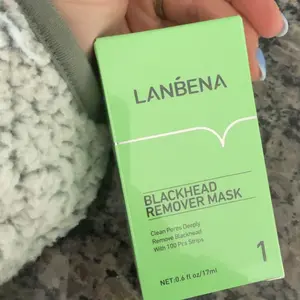 LANBENA
BLACKHEAD
REMOVER MASK
Clean Pores Deeply
Remove Blackhead
With 100 Pcs Strips
1
NET:0.6 fl oz/17ml